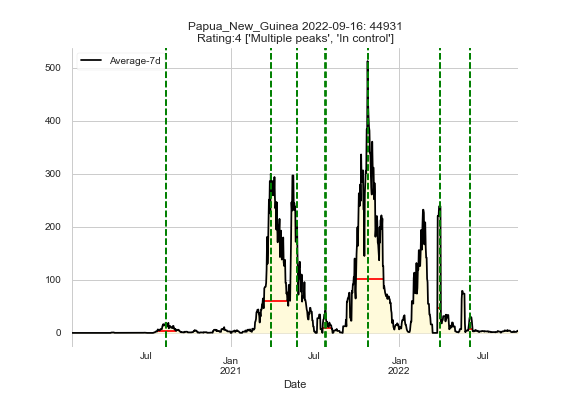 Papua_New_Guinea 2022-09-16: 44931
Rating:4 ['Multiple peaks', 'In control']
Average-7d
500
400
300
200
100
0
Jul
Jan
2021
Jul
Jan
2022
Jul
Date